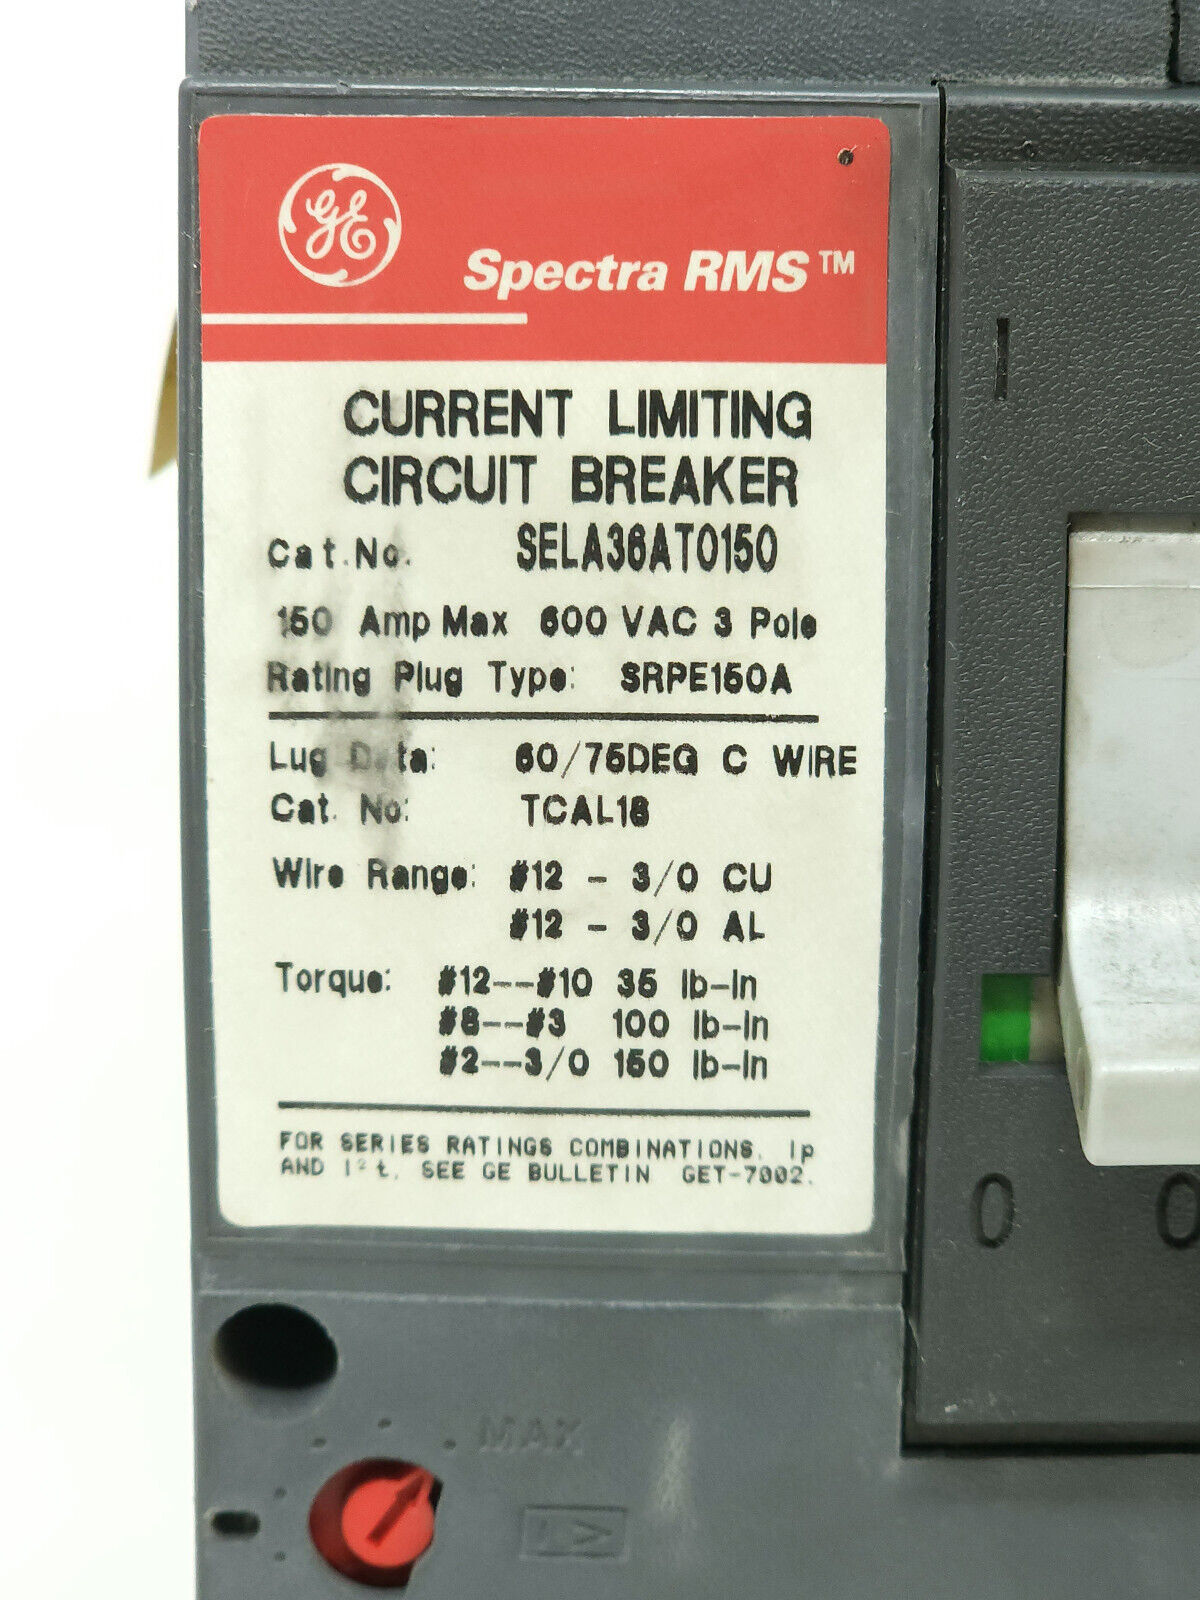 GE
Spectra RMS™
CURRENT LIMITING
CIRCUIT BREAKER
Cat.No. SELA36AT0150
150 Amp Max 600 VAC 3 Pole
Rating Plug Type: SRPE150A
Lug Data: 60/75DEG C WIRE
Cat. No: TCAL18
Wire Range: #12 - 3/0 CU
#12 - 3/0 AL
Torque: #12--#10 35 lb-in
#8--#3 100 lb-in
#2--3/0 150 lb-in
FOR SERIES RATINGS COMBINATIONS, Ip
AND I²t, SEE GE BULLETIN GET-7002.
I
O O
MAX